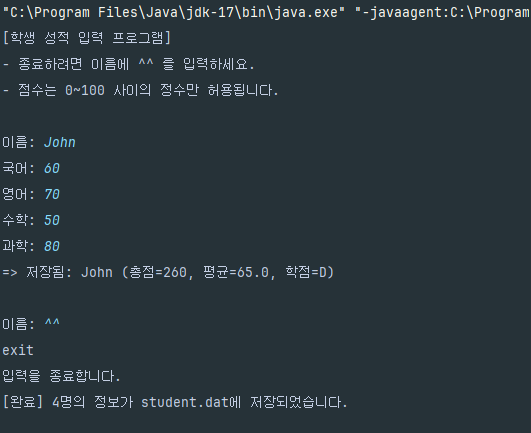 "C:\Program Files\Java\jdk-17\bin\java.exe" "-javaagent:C:\Program
[학생 성적 입력 프로그램]
- 종료하려면 이름에 ^^ 를 입력하세요.
- 점수는 0~100 사이의 정수만 허용됩니다.
이름: John
국어: 60
영어: 70
수학: 50
과학: 80
=> 저장됨: John (총점=260, 평균=65.0, 학점=D)
이름: ^^
exit
입력을 종료합니다.
[완료] 4명의 정보가 student.dat에 저장되었습니다.